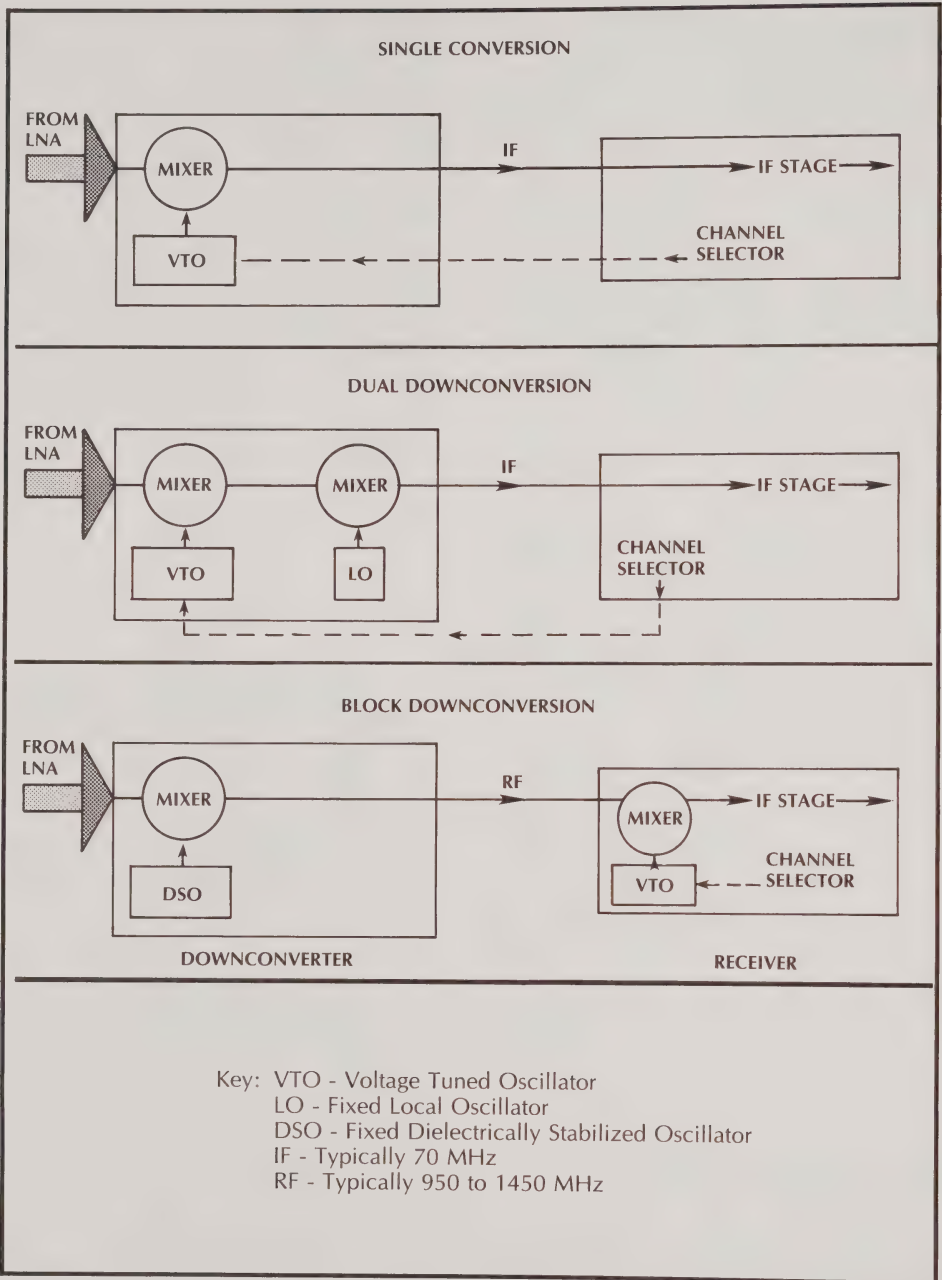 SINGLE CONVERSION
FROM
LNA
MIXER
IF
IF STAGE
VTO
CHANNEL
SELECTOR
DUAL DOWNCONVERSION
FROM
LNA
MIXER
MIXER
IF
IF STAGE
VTO
LO
CHANNEL
SELECTOR
BLOCK DOWNCONVERSION
FROM
LNA
MIXER
RF
MIXER
IF STAGE
DSO
VTO
CHANNEL
SELECTOR
DOWNCONVERTER
RECEIVER
Key: VTO - Voltage Tuned Oscillator
LO - Fixed Local Oscillator
DSO - Fixed Dielectrically Stabilized Oscillator
IF - Typically 70 MHz
RF - Typically 950 to 1450 MHz